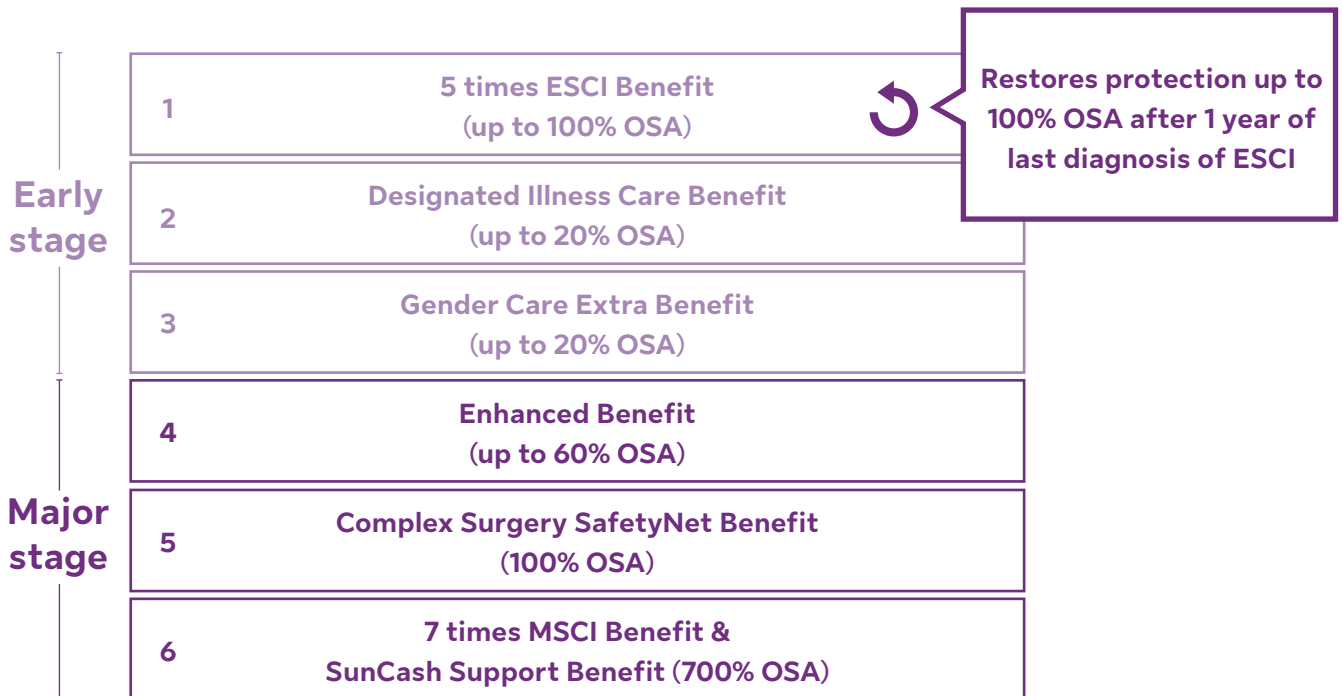 Early
stage
1
5 times ESCI Benefit
(up to 100% OSA)
Restores protection up to
100% OSA after 1 year of
last diagnosis of ESCI
2
Designated Illness Care Benefit
(up to 20% OSA)
3
Gender Care Extra Benefit
(up to 20% OSA)
Major
stage
4
Enhanced Benefit
(up to 60% OSA)
5
Complex Surgery SafetyNet Benefit
(100% OSA)
6
7 times MSCI Benefit &
SunCash Support Benefit (700% OSA)